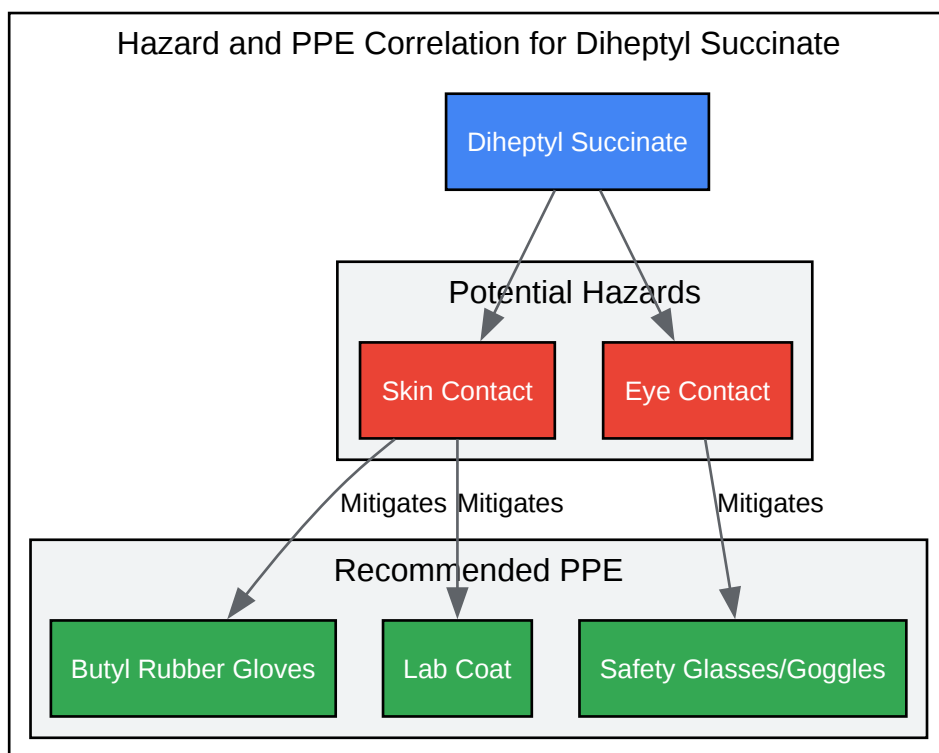 Hazard and PPE Correlation for Diheptyl Succinate
Diheptyl Succinate
Potential Hazards
Skin Contact
Eye Contact
Mitigates
Mitigates
Mitigates
Recommended PPE
Butyl Rubber Gloves
Lab Coat
Safety Glasses/Goggles